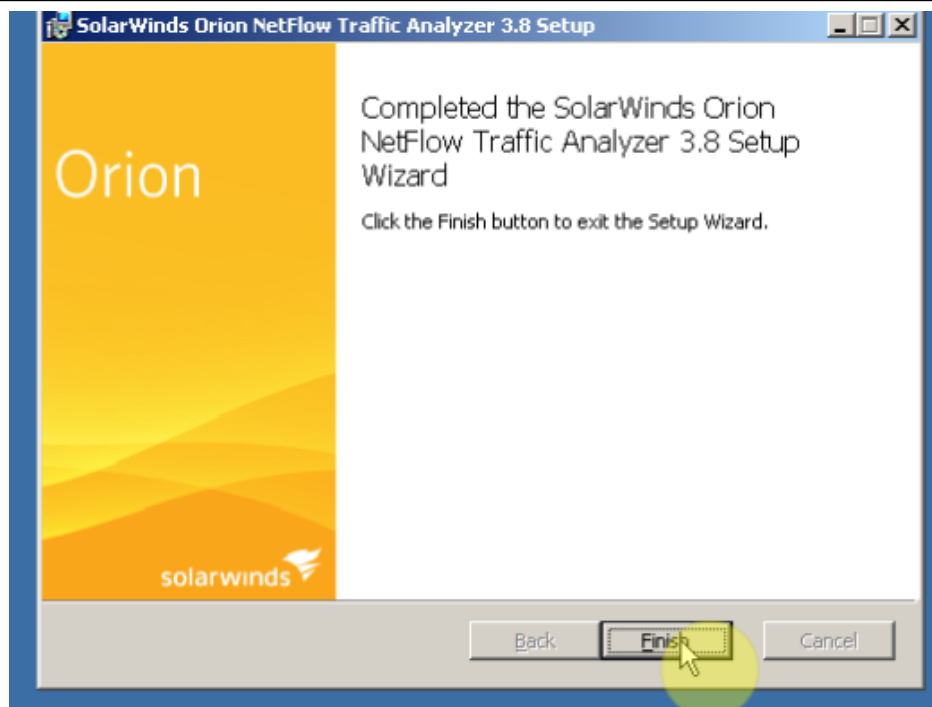 SolarWinds Orion NetFlow Traffic Analyzer 3.8 Setup
Orion
Completed the SolarWinds Orion
NetFlow Traffic Analyzer 3.8 Setup
Wizard
Click the Finish button to exit the Setup Wizard.
solarwinds
Back
Finish
Cancel